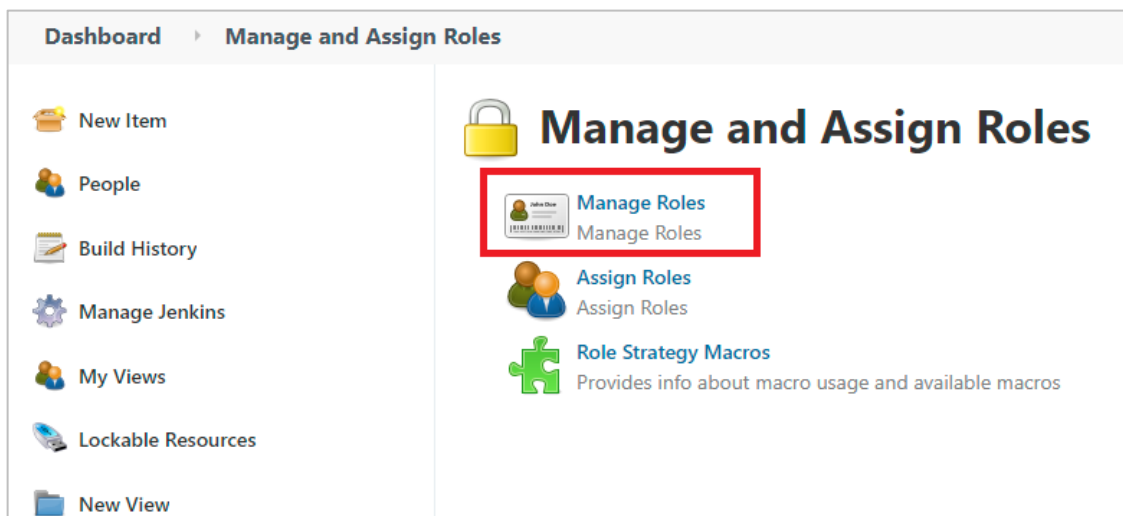 Dashboard
Manage and Assign Roles
New Item
People
Build History
Manage Jenkins
My Views
Lockable Resources
New View
Manage and Assign Roles
John Doe
Manage Roles
Manage Roles
Assign Roles
Assign Roles
Role Strategy Macros
Provides info about macro usage and available macros